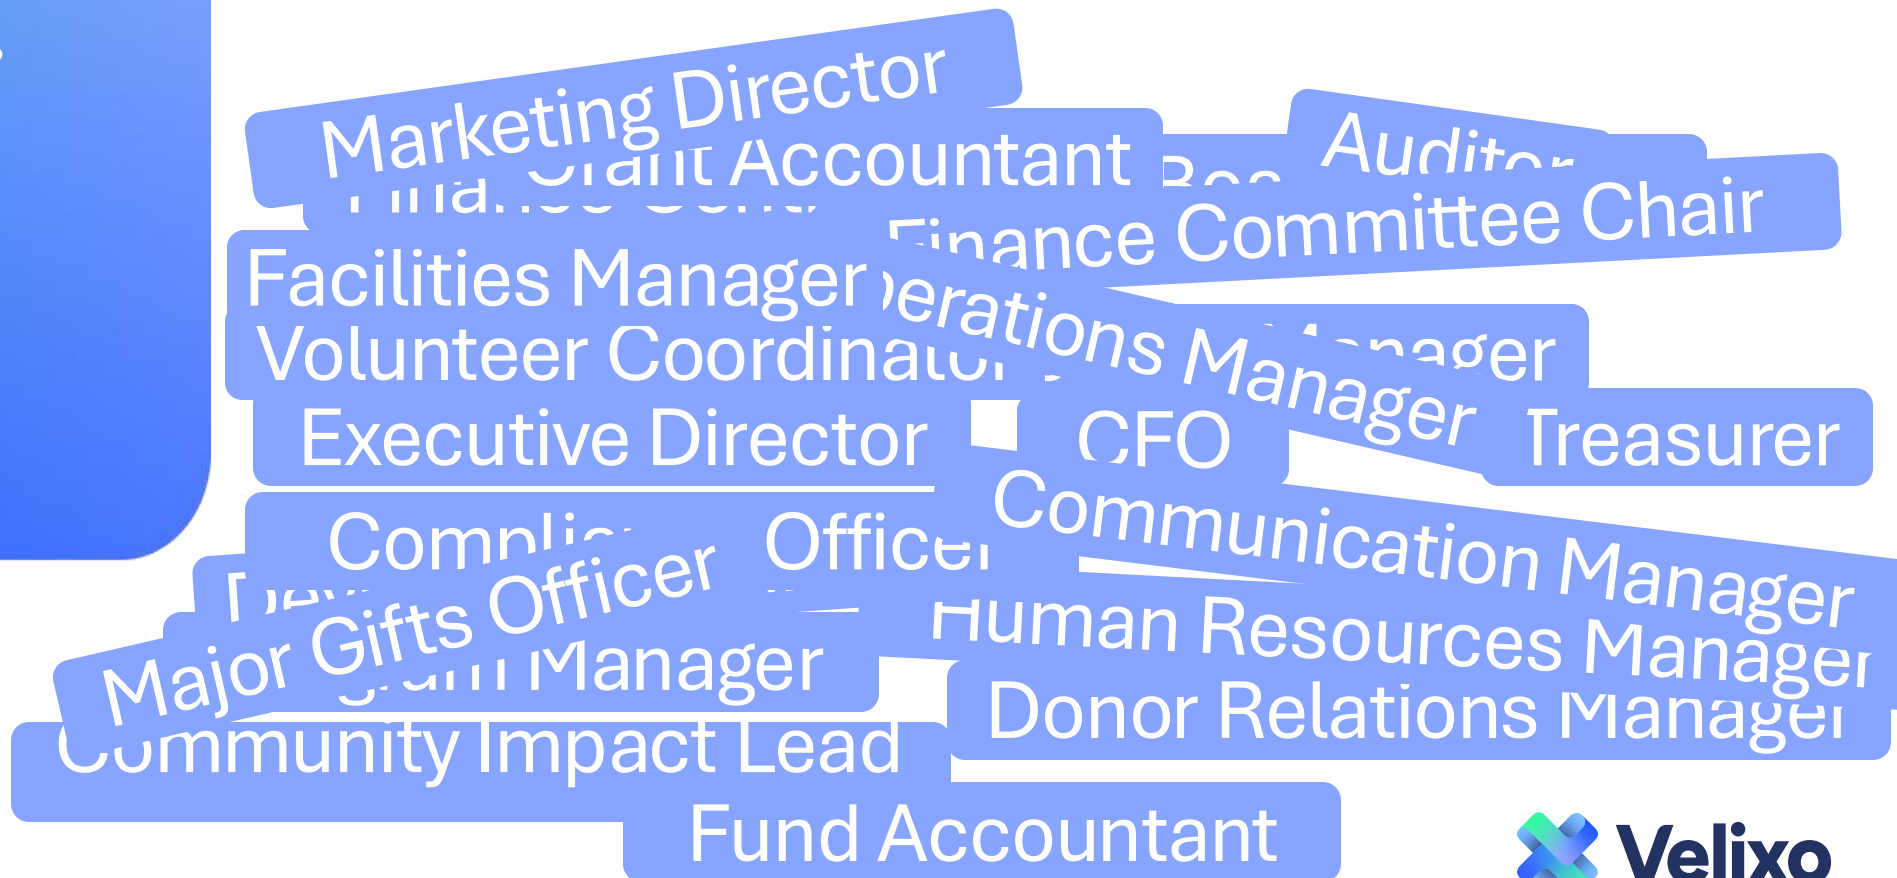 Marketing Director
Grant Accountant
Auditor
Finance Committee Chair
Facilities Manager
Operations Manager
Manager
Volunteer Coordinator
Executive Director
CFO
Treasurer
Communication Manager
Officer
Major Gifts Officer
Human Resources Manager
Manager
Donor Relations Manager
Community Impact Lead
Fund Accountant
Velixo